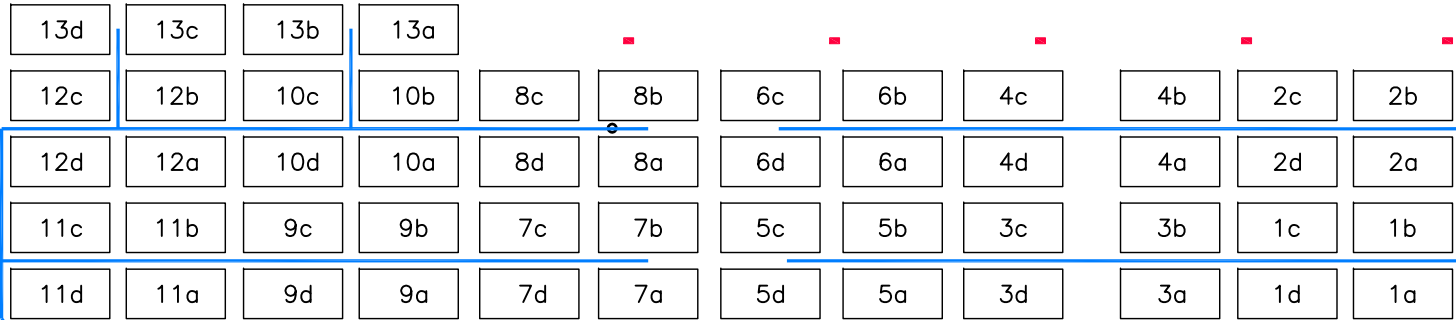 13d 13c 13b 13a
12c 12b 10c 10b 8c 8b 6c 6b 4c 4b 2c 2b
12d 12a 10d 10a 8d 8a 6d 6a 4d 4a 2d 2a
11c 11b 9c 9b 7c 7b 5c 5b 3c 3b 1c 1b
11d 11a 9d 9a 7d 7a 5d 5a 3d 3a 1d 1a